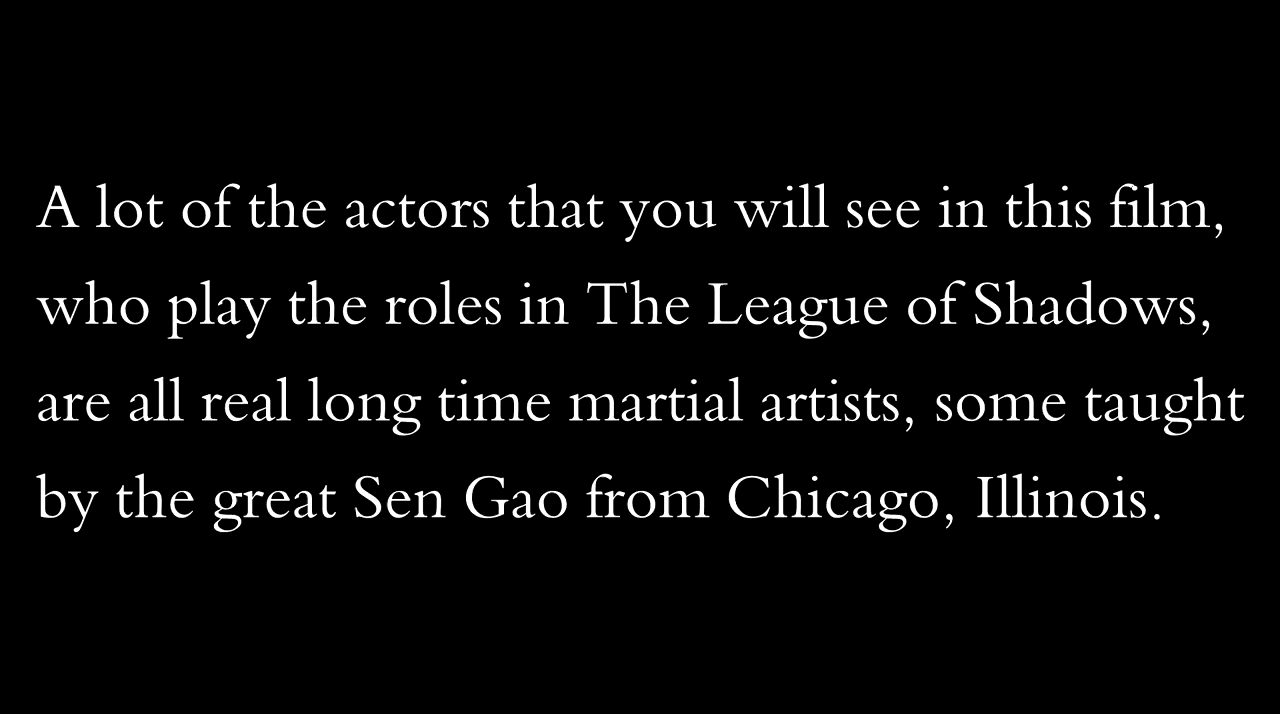 A lot of the actors that you will see in this film,
who play the roles in The League of Shadows,
are all real long time martial artists, some taught
by the great Sen Gao from Chicago, Illinois.